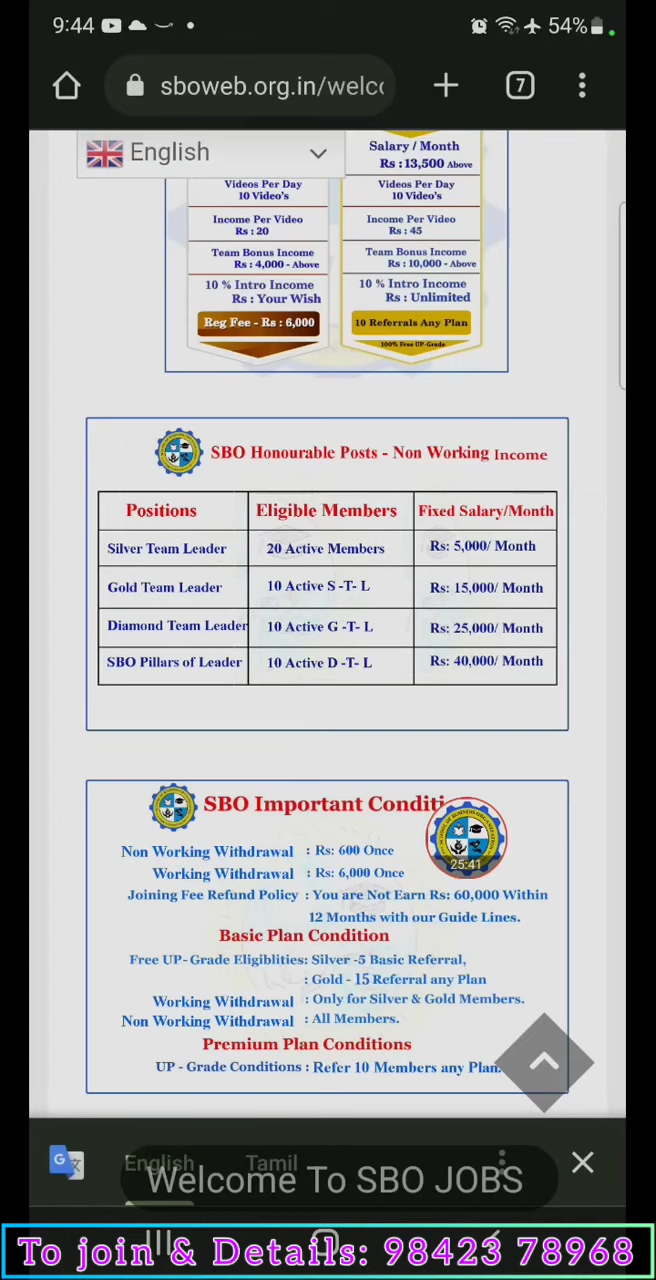 9:44
54%
sboweb.org.in/welcc
7
English
Salary / Month
Rs : 13,500 Above
Videos Per Day
10 Video's
Videos Per Day
10 Video's
Income Per Video
Rs : 20
Income Per Video
Rs : 45
Team Bonus Income
Rs : 4,000 - Above
Team Bonus Income
Rs : 10,000 - Above
10 % Intro Income
Rs : Your Wish
10 % Intro Income
Rs : Unlimited
Reg Fee - Rs : 6,000
10 Referrals Any Plan
100% Free UP-Grade
SBO Honourable Posts - Non Working Income
Positions Eligible Members Fixed Salary/Month
Silver Team Leader 20 Active Members Rs: 5,000/ Month
Gold Team Leader 10 Active S -T- L Rs: 15,000/ Month
Diamond Team Leader 10 Active G -T- L Rs: 25,000/ Month
SBO Pillars of Leader 10 Active D -T- L Rs: 40,000/ Month
SBO Important Conditi
25:41
Non Working Withdrawal : Rs: 600 Once
Working Withdrawal : Rs: 6,000 Once
Joining Fee Refund Policy : You are Not Earn Rs: 60,000 Within
12 Months with our Guide Lines.
Basic Plan Condition
Free UP-Grade Eligiblities: Silver -5 Basic Referral,
: Gold - 15 Referral any Plan
Working Withdrawal : Only for Silver & Gold Members.
Non Working Withdrawal : All Members.
Premium Plan Conditions
UP - Grade Conditions : Refer 10 Members any Plan.
English Tamil
Welcome To SBO JOBS
To join & Details: 98423 78968